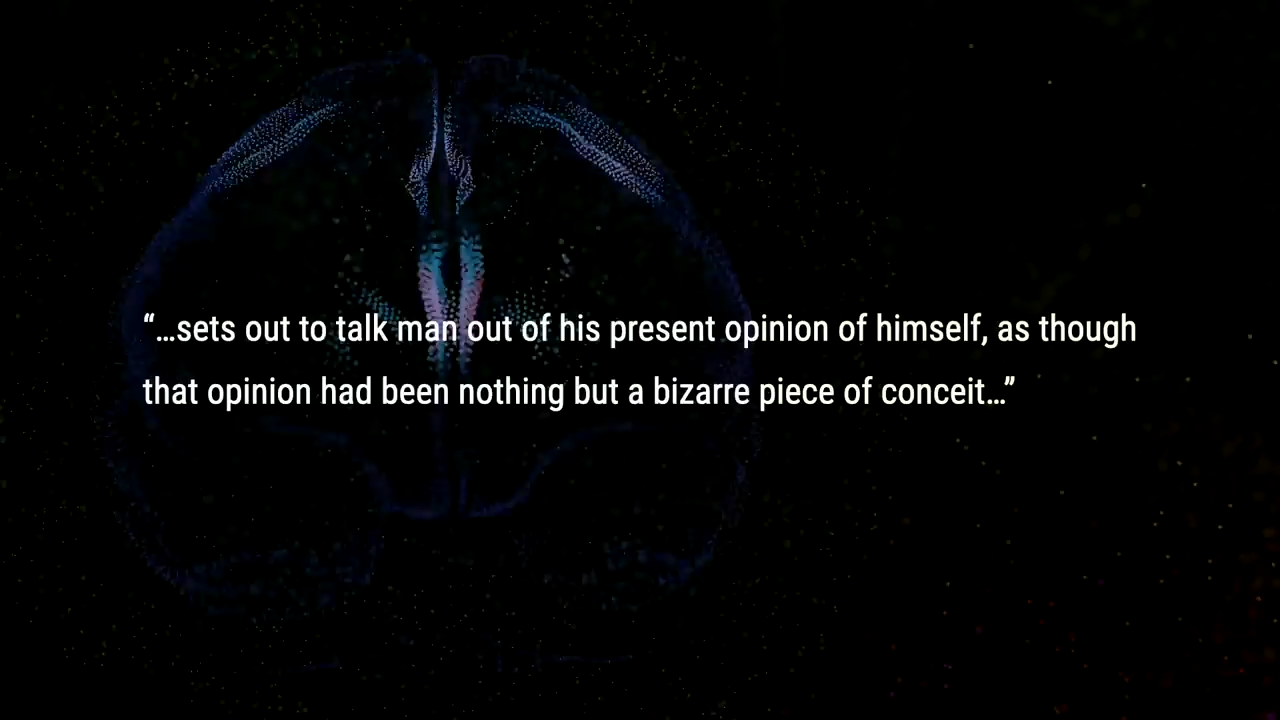 “…sets out to talk man out of his present opinion of himself, as though
that opinion had been nothing but a bizarre piece of conceit…”